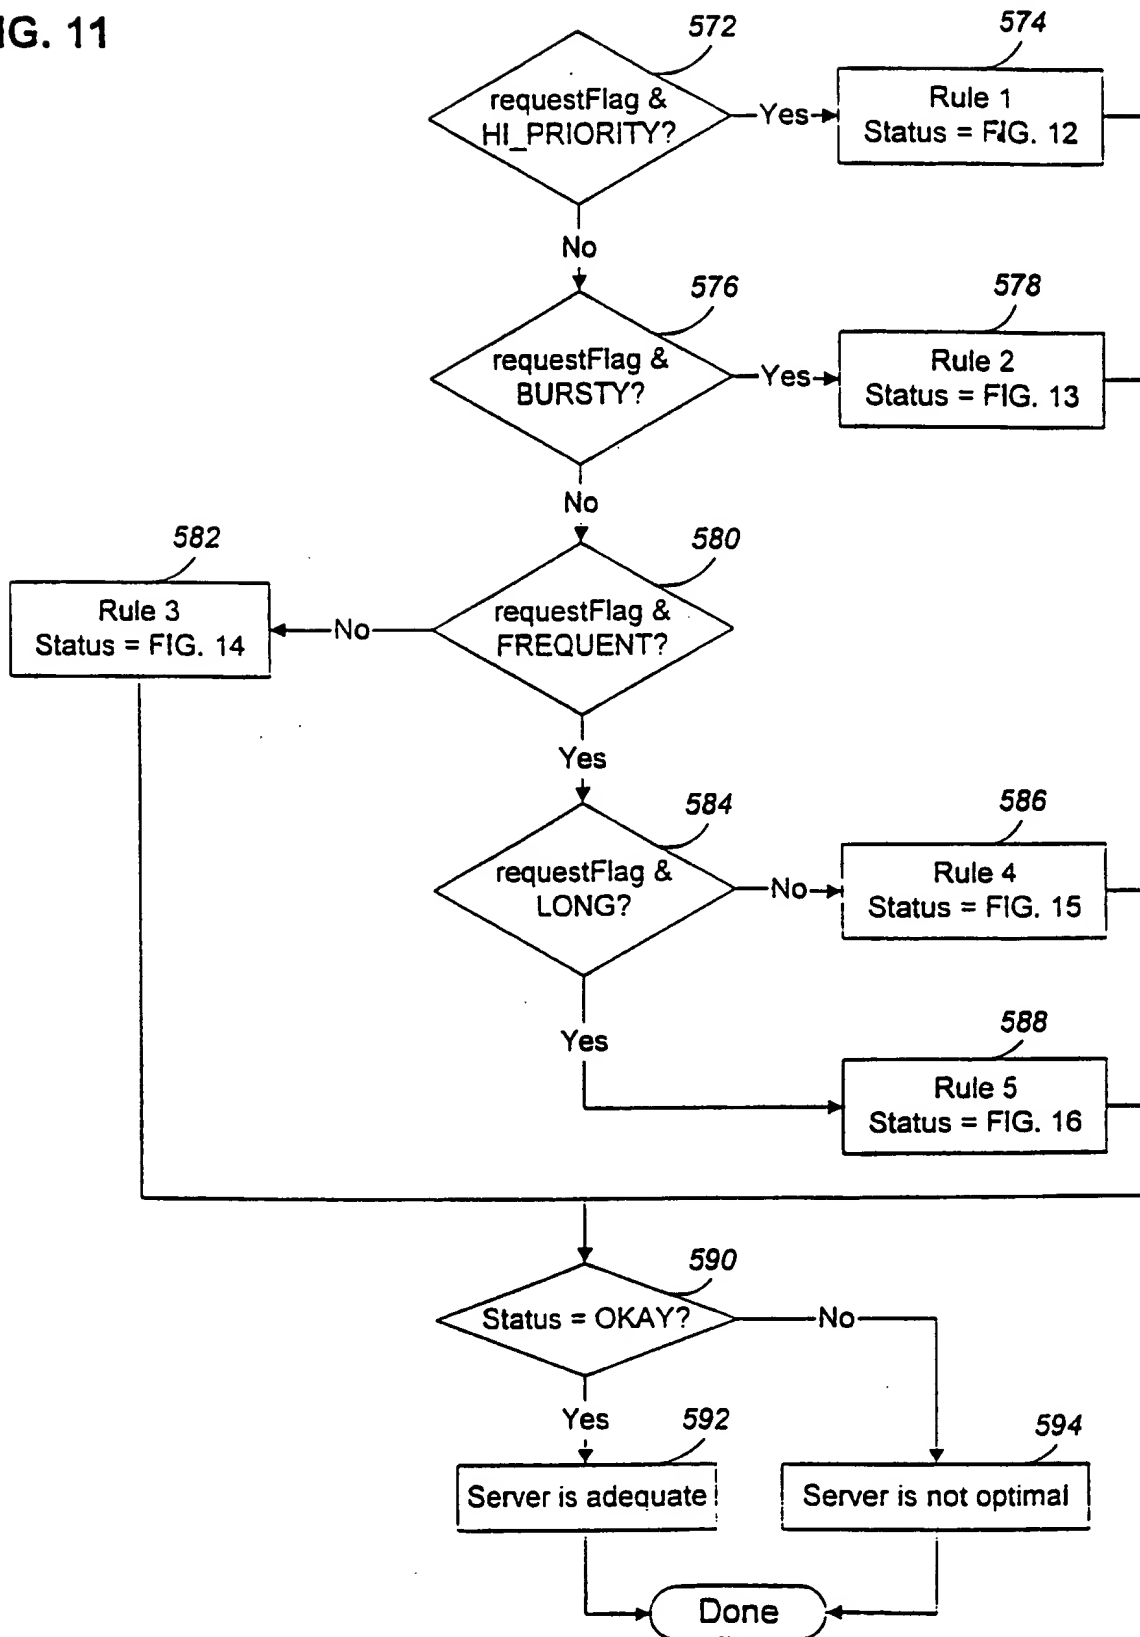 IG. 11
572
requestFlag &
HI_PRIORITY?
Yes
574
Rule 1
Status = FIG. 12
No
576
requestFlag &
BURSTY?
Yes
578
Rule 2
Status = FIG. 13
No
580
requestFlag &
FREQUENT?
No
582
Rule 3
Status = FIG. 14
Yes
584
requestFlag &
LONG?
No
586
Rule 4
Status = FIG. 15
Yes
588
Rule 5
Status = FIG. 16
590
Status = OKAY?
No
Yes
592
Server is adequate
594
Server is not optimal
Done